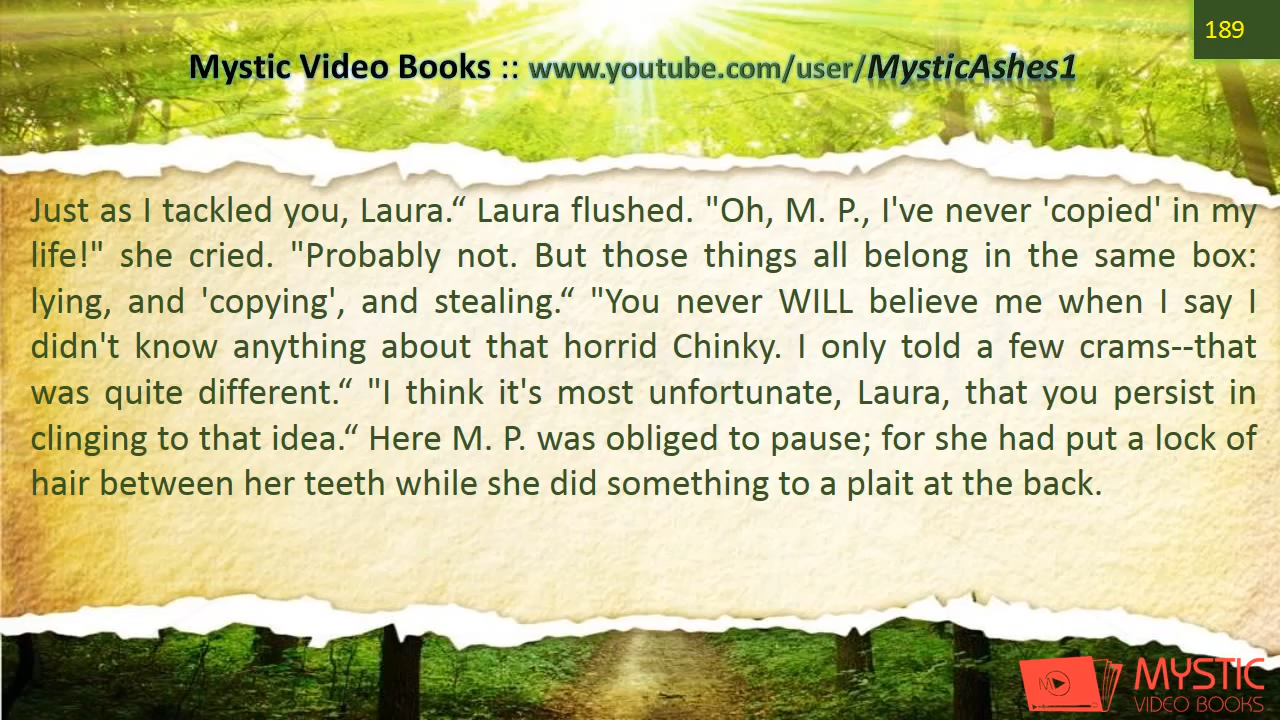 189
Mystic Video Books :: www.youtube.com/user/MysticAshes1
Just as I tackled you, Laura.“ Laura flushed. "Oh, M. P., I've never 'copied' in my
life!" she cried. "Probably not. But those things all belong in the same box:
lying, and 'copying', and stealing.“ "You never WILL believe me when I say I
didn't know anything about that horrid Chinky. I only told a few crams--that
was quite different.“ "I think it's most unfortunate, Laura, that you persist in
clinging to that idea.“ Here M. P. was obliged to pause; for she had put a lock of
hair between her teeth while she did something to a plait at the back.
M
MYSTIC
VIDEO BOOKS